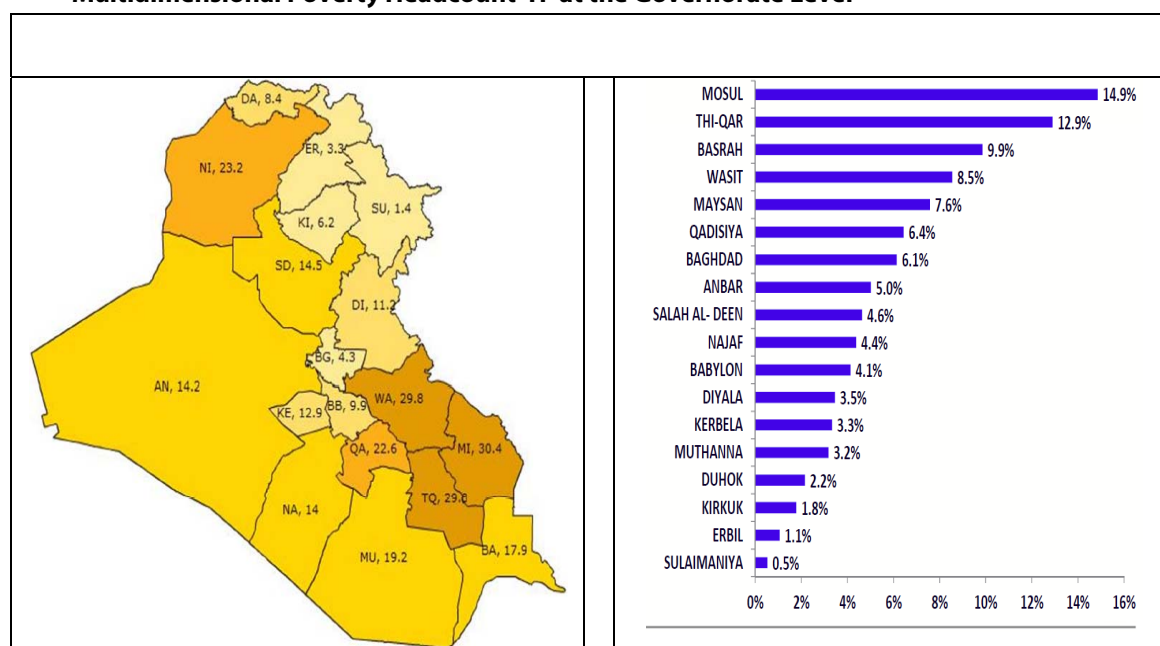 Multidimensional Poverty Headcount 'H' at the Governorate Level
DA, 8.4
NI, 23.2
ER, 3.3
KI, 6.2
SU, 1.4
SD, 14.5
DI, 11.2
BG, 4.3
AN, 14.2
KE, 12.9
BB, 9.9
WA, 29.8
QA, 22.6
MI, 30.4
NA, 14
TQ, 29.8
MU, 19.2
BA, 17.9
MOSUL 14.9%
THI-QAR 12.9%
BASRAH 9.9%
WASIT 8.5%
MAYSAN 7.6%
QADISIYA 6.4%
BAGHDAD 6.1%
ANBAR 5.0%
SALAH AL- DEEN 4.6%
NAJAF 4.4%
BABYLON 4.1%
DIYALA 3.5%
KERBELA 3.3%
MUTHANNA 3.2%
DUHOK 2.2%
KIRKUK 1.8%
ERBIL 1.1%
SULAIMANIYA 0.5%
0% 2% 4% 6% 8% 10% 12% 14% 16%